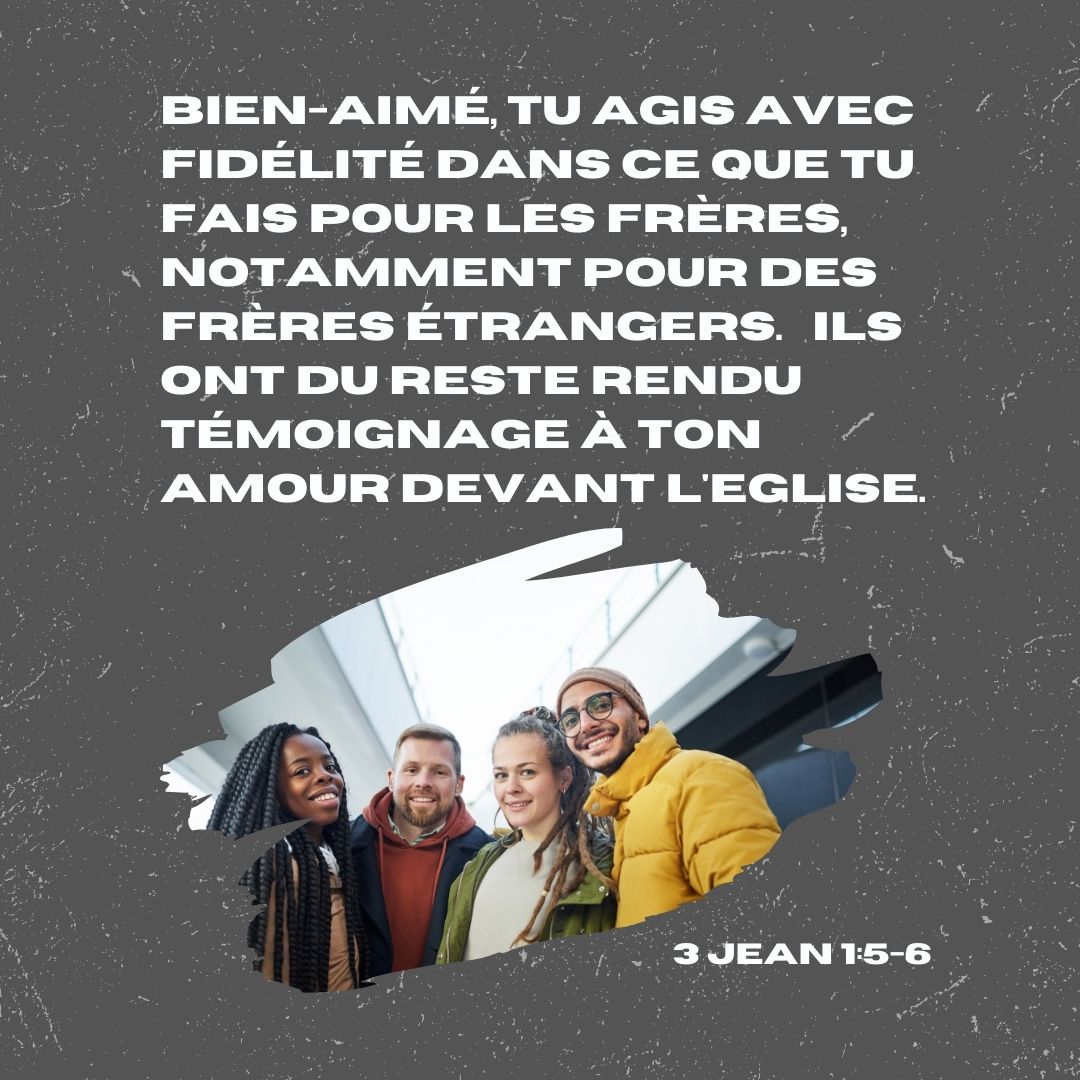 BIEN-AIMÉ, TU AGIS AVEC
FIDÉLITÉ DANS CE QUE TU
FAIS POUR LES FRÈRES,
NOTAMMENT POUR DES
FRÈRES ÉTRANGERS. ILS
ONT DU RESTE RENDU
TÉMOIGNAGE À TON
AMOUR DEVANT L'EGLISE.
3 JEAN 1:5-6